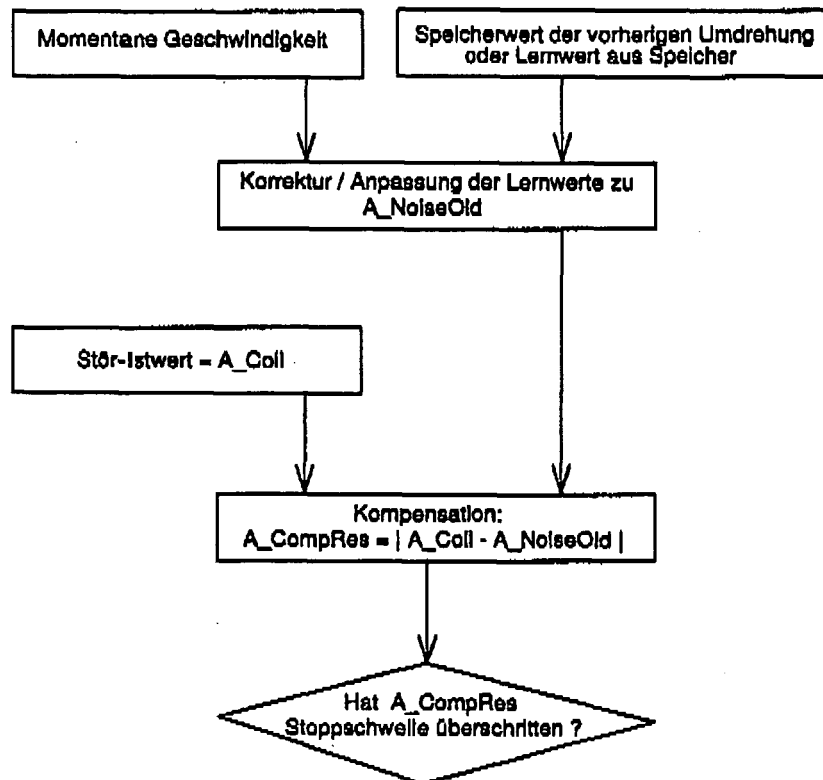 Momentane Geschwindigkeit
Speicherwert der vorherigen Umdrehung
oder Lernwert aus Speicher
Korrektur / Anpassung der Lernwerte zu
A_NoiseOld
Stör-Istwert = A_Coil
Kompensation:
A_CompRes = | A_Coil - A_NoiseOld |
Hat A_CompRes
Stoppschwelle überschritten ?